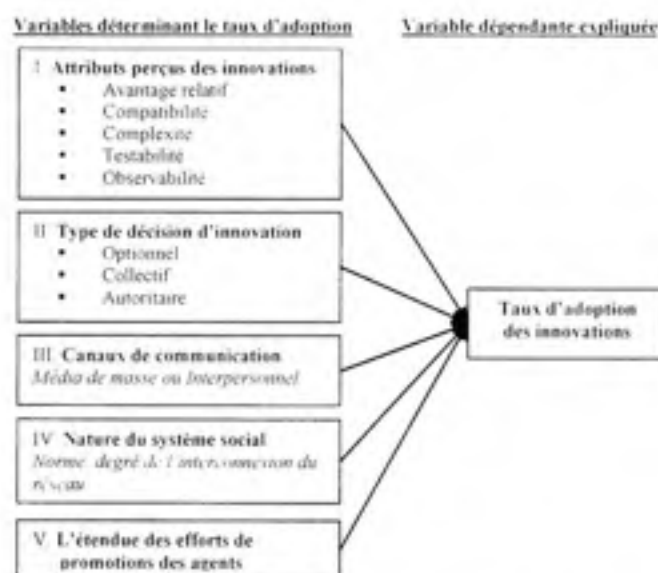 Variables déterminant le taux d'adoption
Variable dépendante expliquée
I Attributs perçus des innovations
▪ Avantage relatif
▪ Compatibilité
▪ Complexité
▪ Testabilité
▪ Observabilité
II Type de décision d'innovation
▪ Optionnel
▪ Collectif
▪ Autoritaire
III Canaux de communication
Média de masse ou Interpersonnel
IV Nature du système social
Norme, degré de l'interconnexion du
réseau
V L'étendue des efforts de
promotions des agents
Taux d'adoption
des innovations